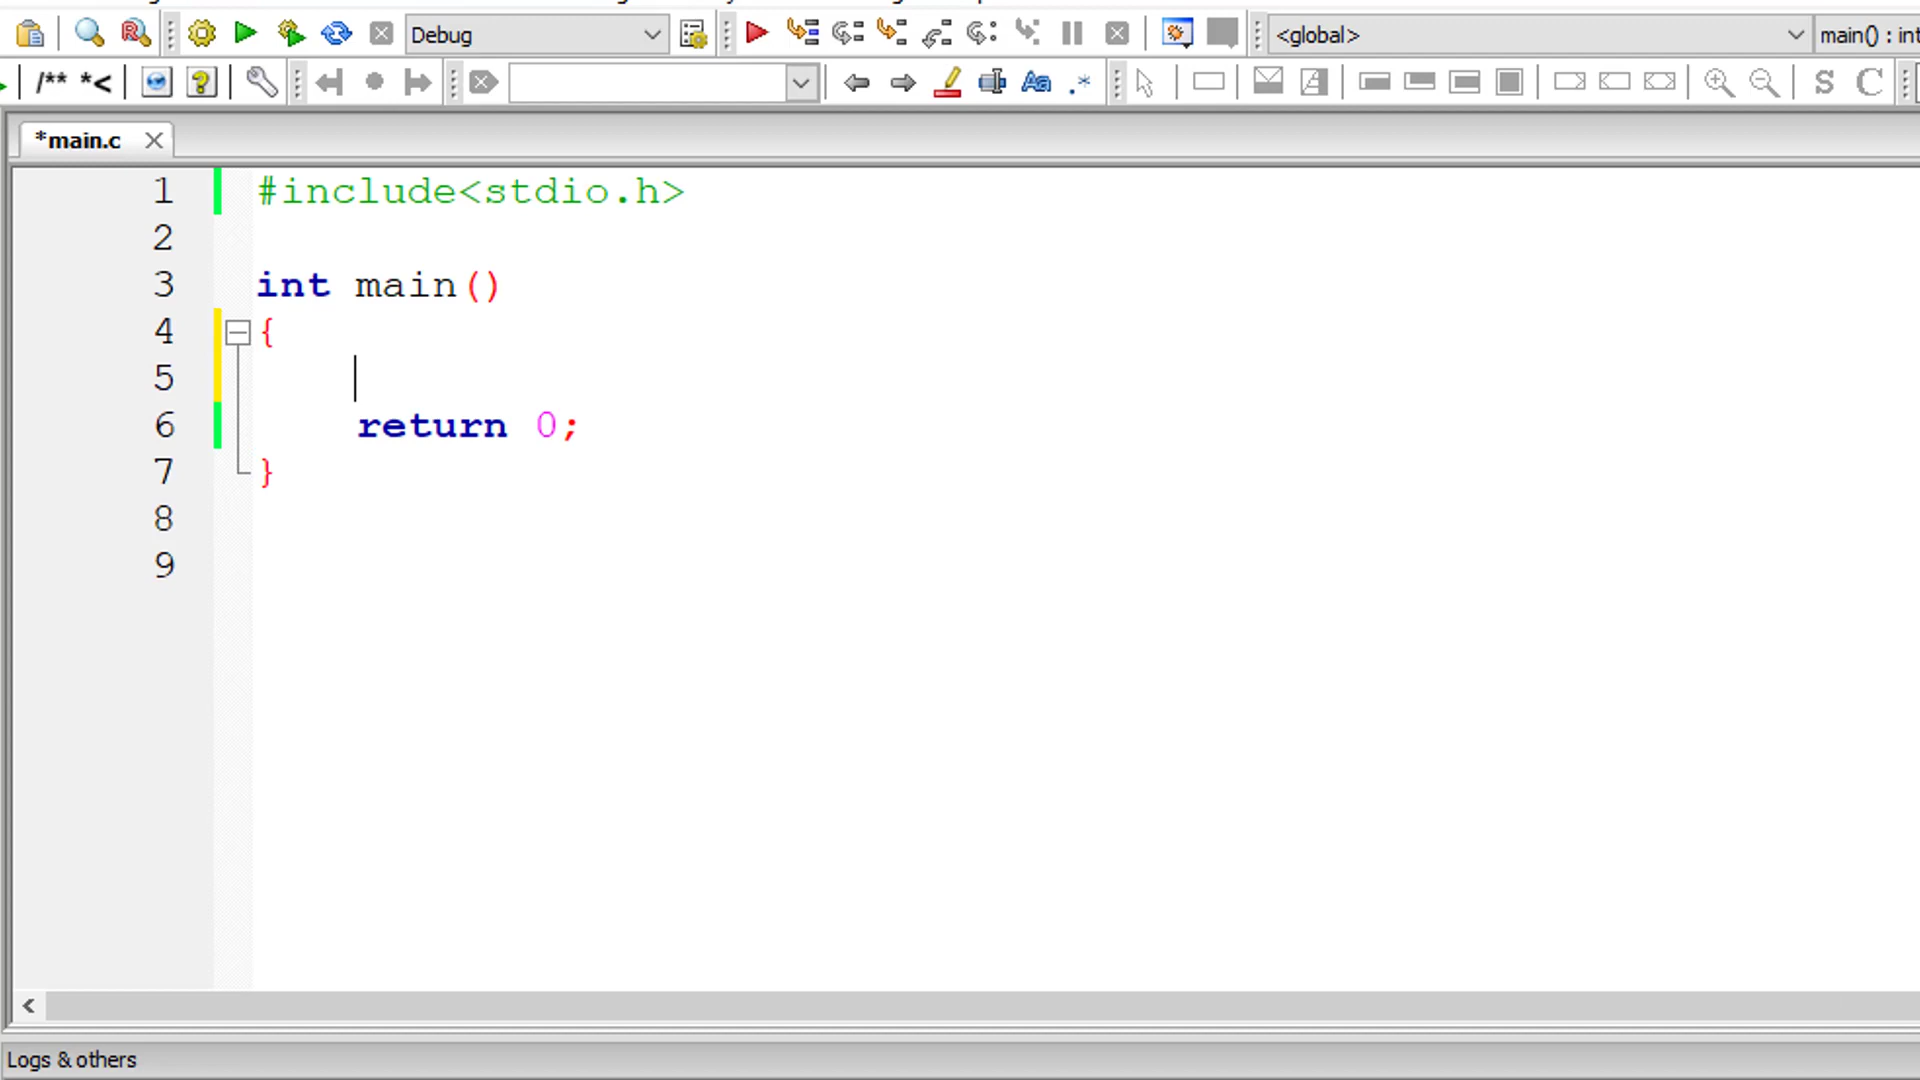 Debug
<global>
main() : int
/** *<
Aa .*
S C
*main.c
1 #include<stdio.h>
2
3 int main()
4 {
5
6 return 0;
7 }
8
9
Logs & others